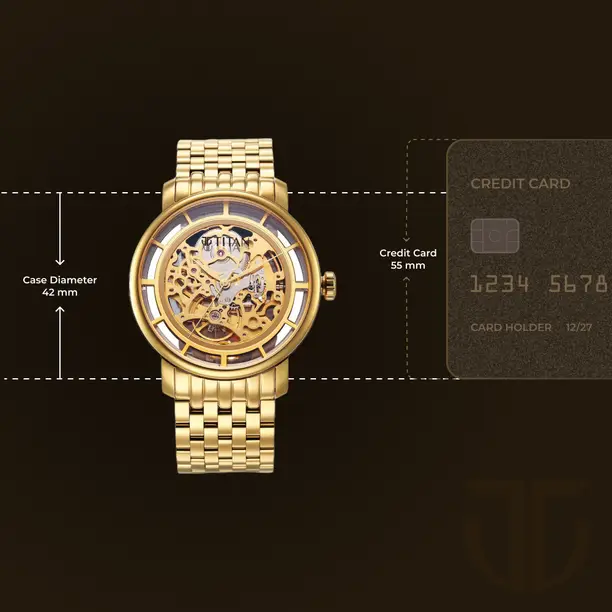 TITAN
Case Diameter
42 mm
Credit Card
55 mm
CREDIT CARD
1234 5678
CARD HOLDER 12/27